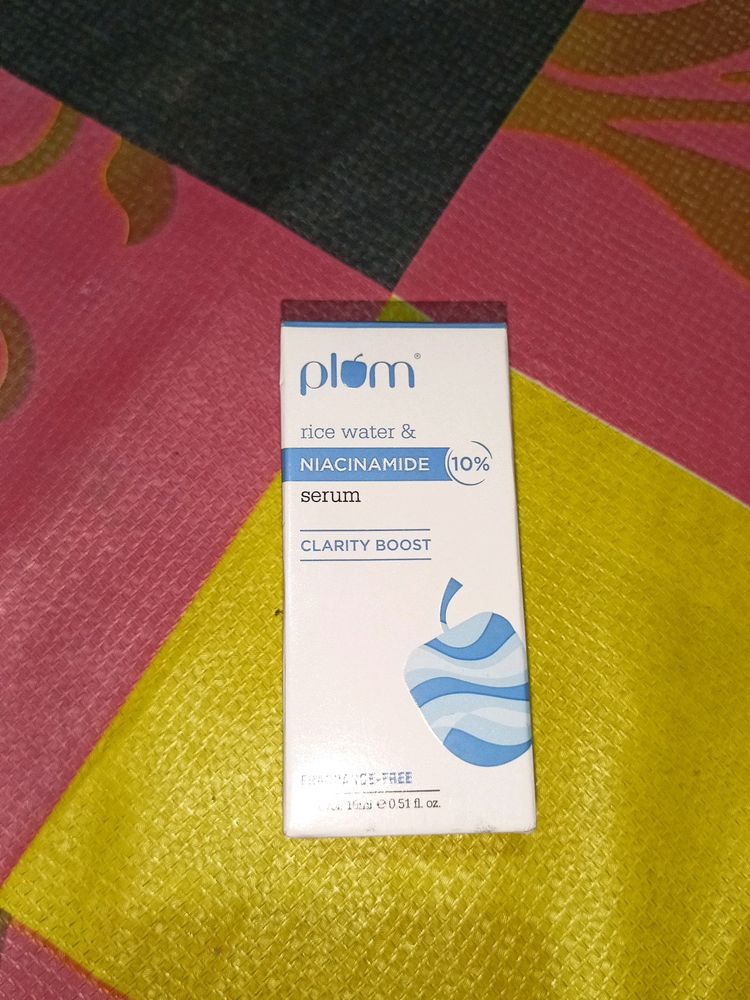 plum®
rice water &
NIACINAMIDE 10%
serum
CLARITY BOOST
FRAGRANCE-FREE
℮ 0.51 fl. oz.